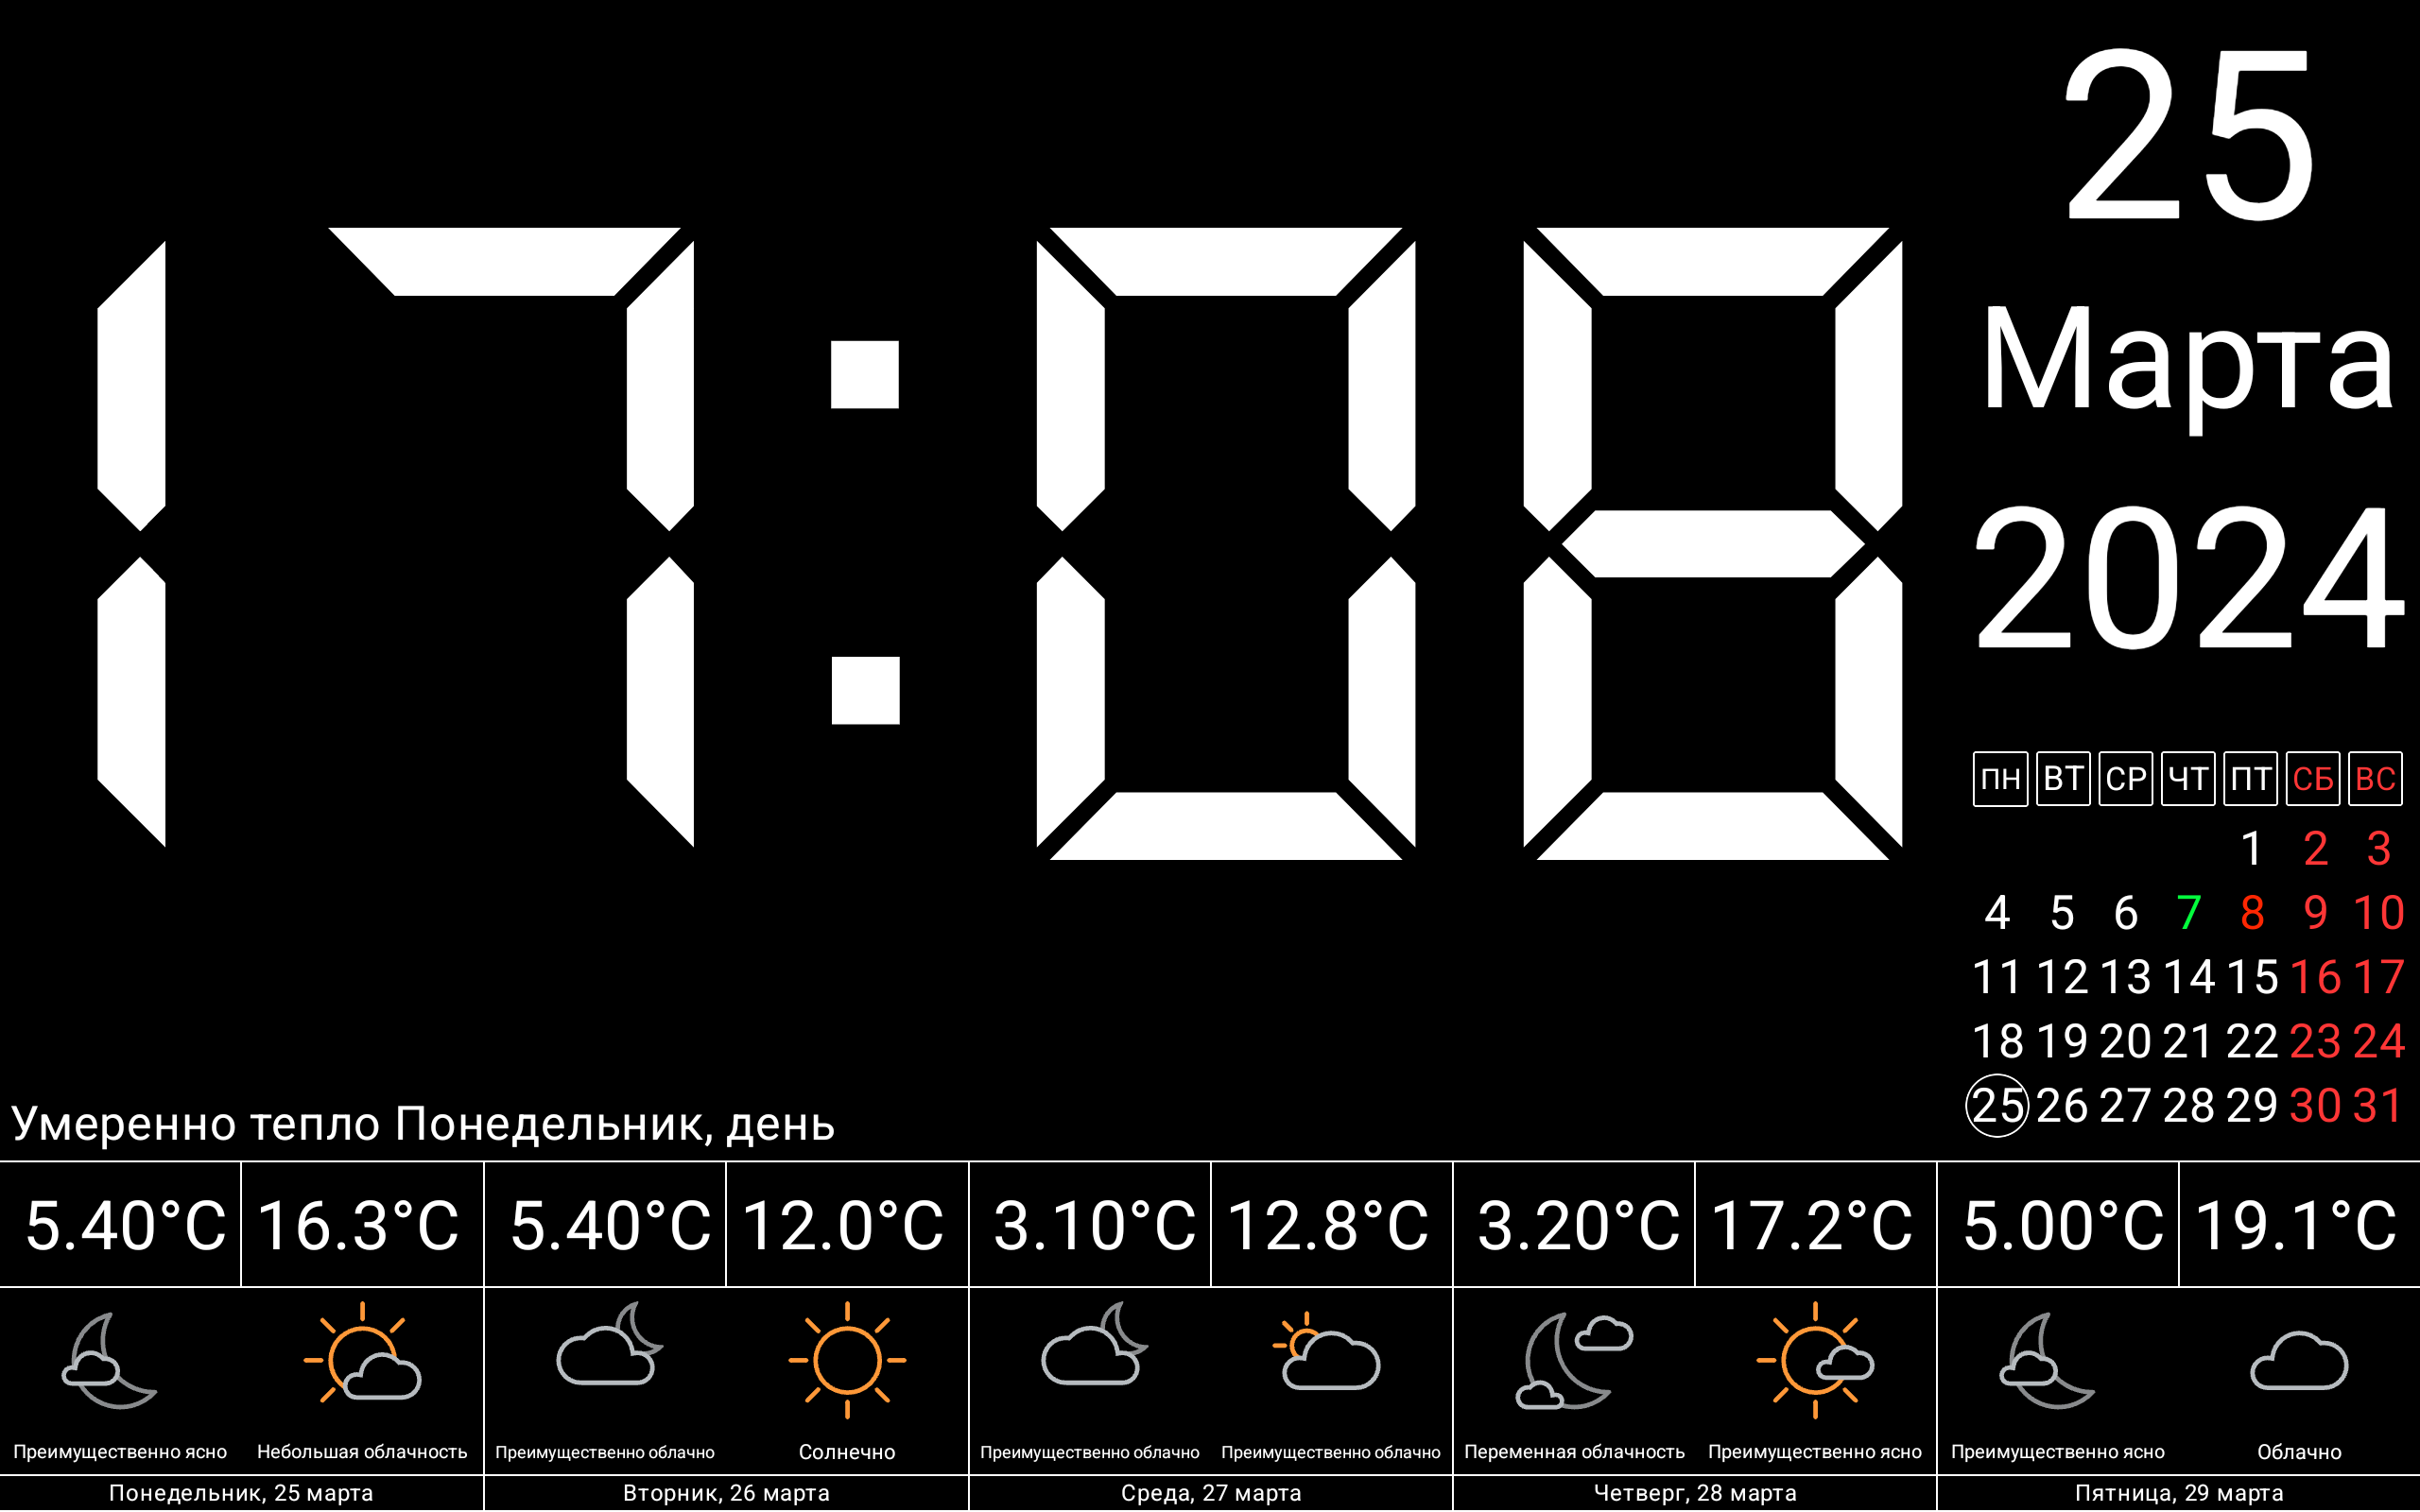 17:08
25
Марта
2024
ПН ВТ СР ЧТ ПТ СБ ВС
1 2 3
4 5 6 7 8 9 10
11 12 13 14 15 16 17
18 19 20 21 22 23 24
25 26 27 28 29 30 31
Умеренно тепло Понедельник, день
5.40°C 16.3°C 5.40°C 12.0°C 3.10°C 12.8°C 3.20°C 17.2°C 5.00°C 19.1°C
Преимущественно ясно Небольшая облачность Преимущественно облачно Солнечно Преимущественно облачно Преимущественно облачно Переменная облачность Преимущественно ясно Преимущественно ясно Облачно
Понедельник, 25 марта Вторник, 26 марта Среда, 27 марта Четверг, 28 марта Пятница, 29 марта